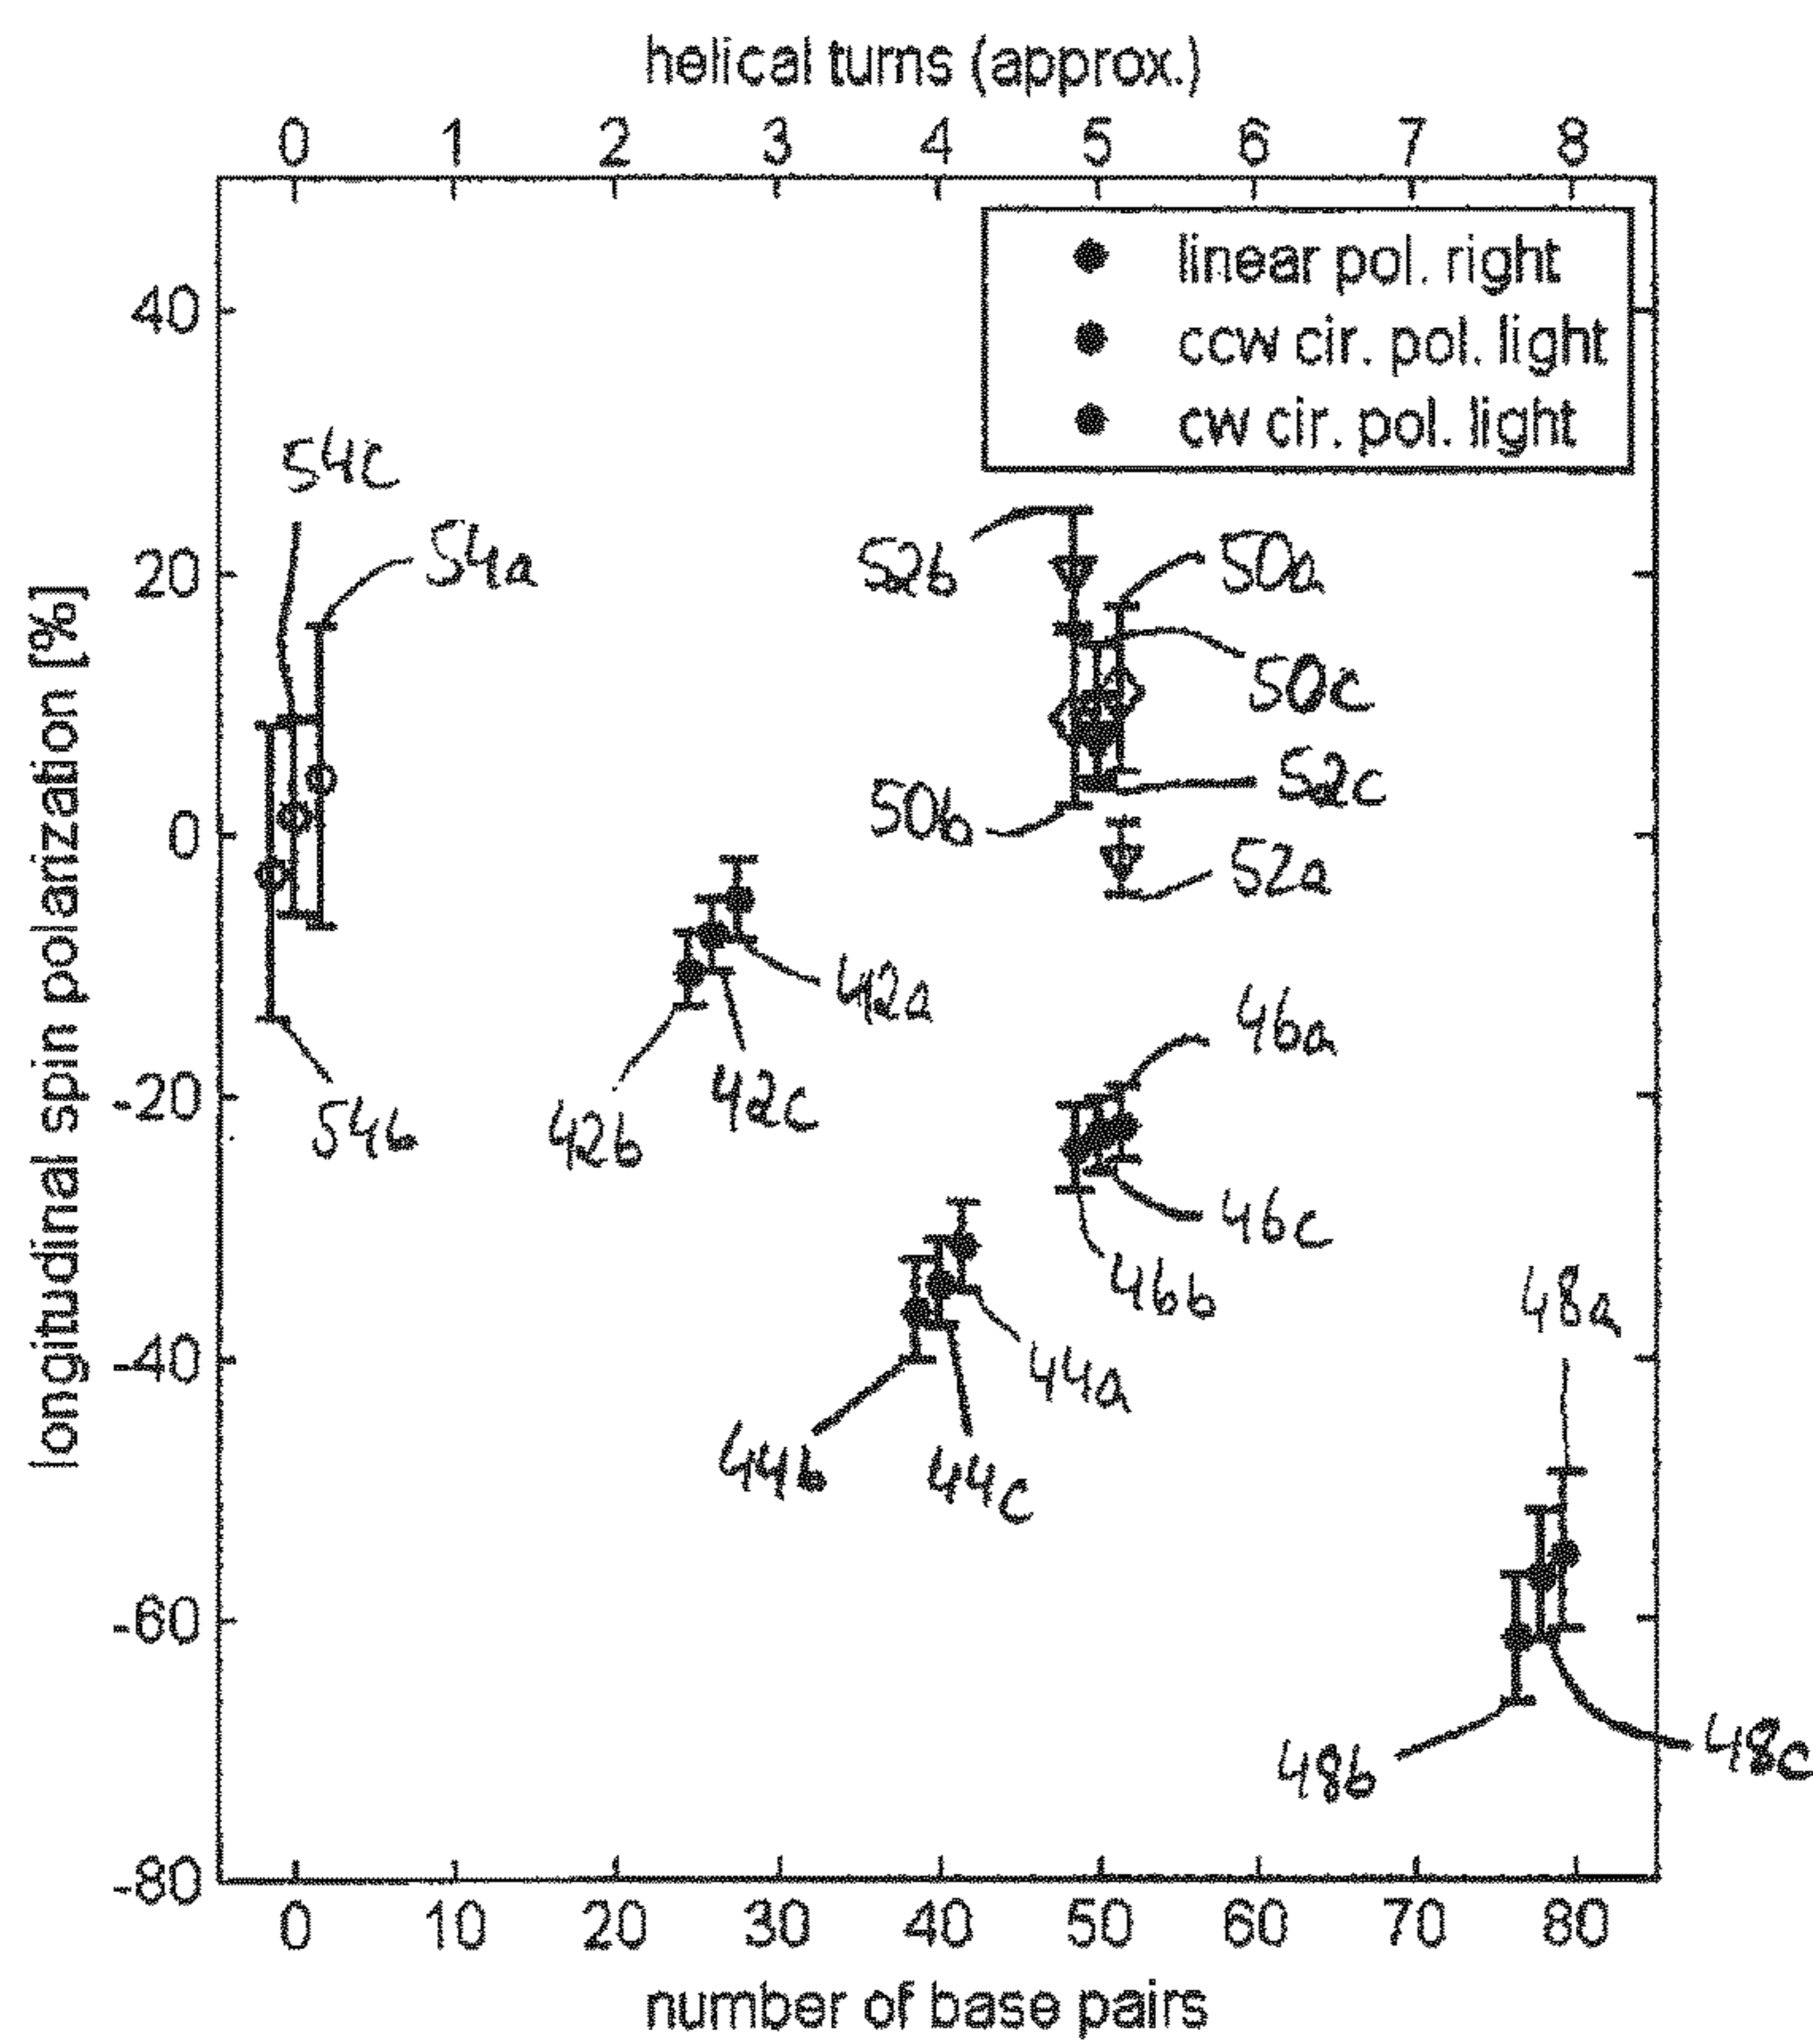 helical turns (approx.)
0 1 2 3 4 5 6 7 8
linear pol. right
ccw cir. pol. light
cw cir. pol. light
longitudinal spin polarization [%]
40
20
0
-20
-40
-60
-80
54c
54a
54b
52b
50a
50c
50b
52c
52a
42a
42c
42b
46a
46c
46b
44a
44b
44c
48a
48b
48c
0 10 20 30 40 50 60 70 80
number of base pairs